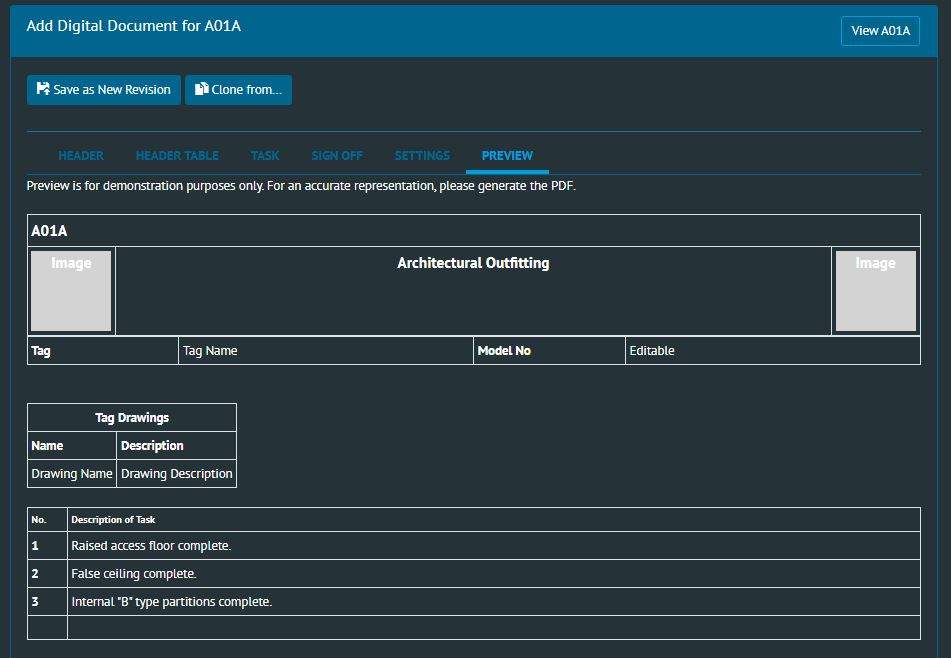 Add Digital Document for A01A
View A01A
Save as New Revision Clone from...
HEADER HEADER TABLE TASK SIGN OFF SETTINGS PREVIEW
Preview is for demonstration purposes only. For an accurate representation, please generate the PDF.
A01A
Image Architectural Outfitting Image
Tag Tag Name Model No Editable
Tag Drawings
Name Description
Drawing Name Drawing Description
No. Description of Task
1 Raised access floor complete.
2 False ceiling complete.
3 Internal "B" type partitions complete.